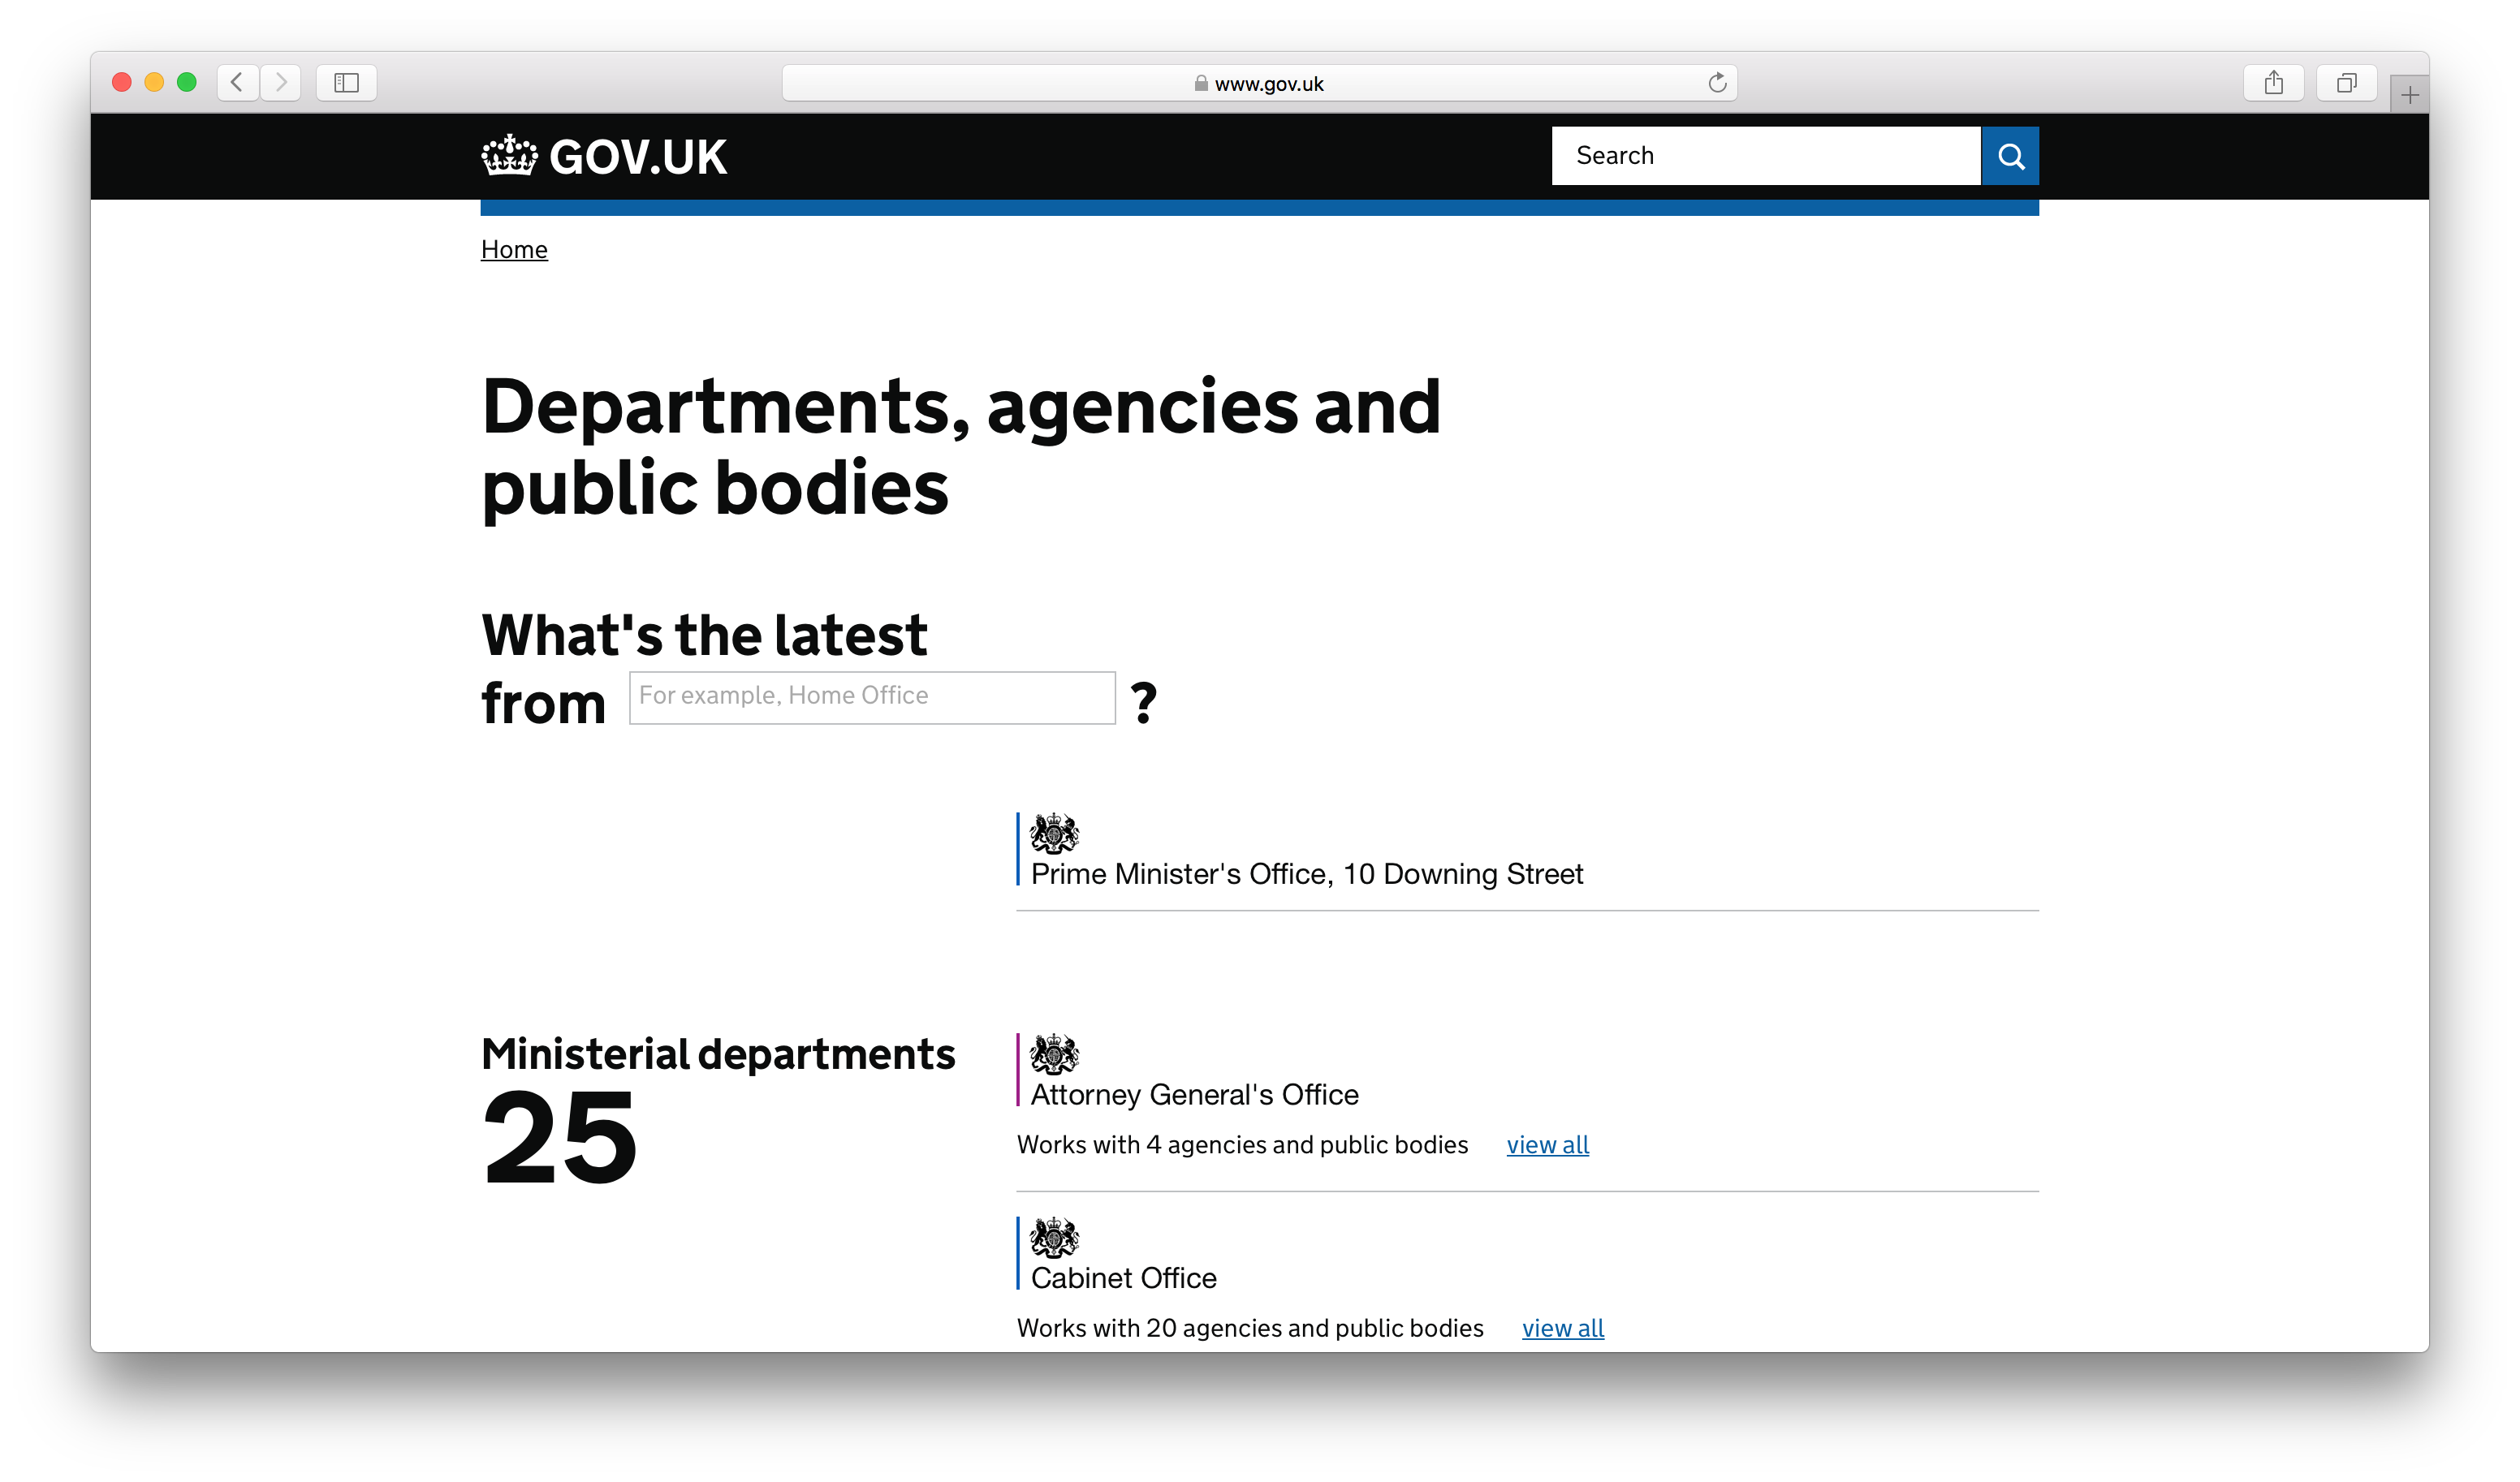 www.gov.uk
GOV.UK
Search
Home
Departments, agencies and
public bodies
What's the latest
from For example, Home Office ?
Prime Minister's Office, 10 Downing Street
Ministerial departments
25
Attorney General's Office
Works with 4 agencies and public bodies view all
Cabinet Office
Works with 20 agencies and public bodies view all